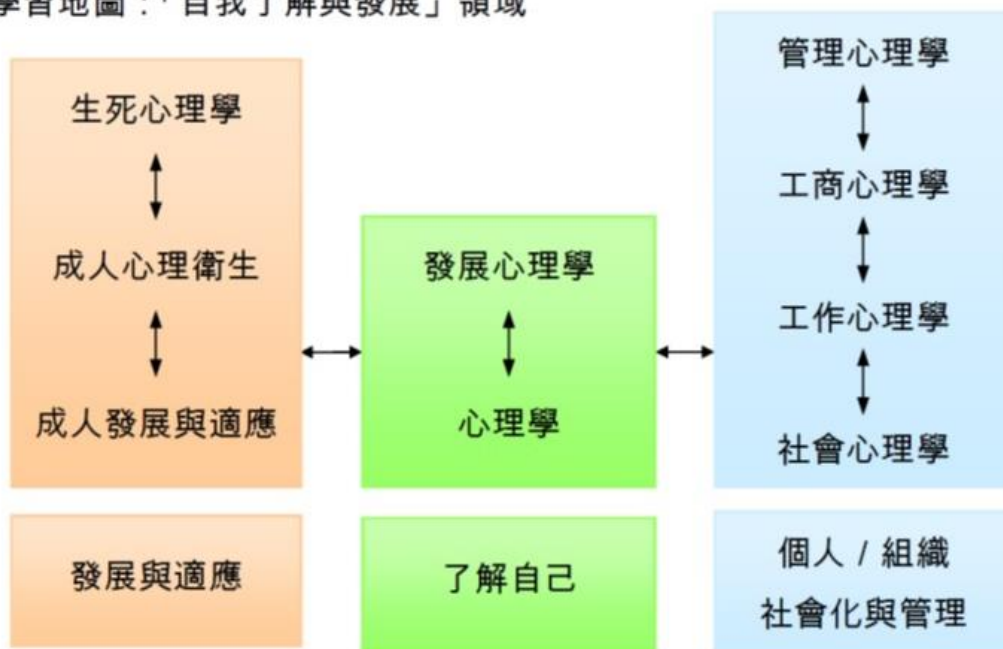 學習地圖：「自我了解與發展」領域
生死心理學
成人心理衛生
成人發展與適應
發展與適應
發展心理學
心理學
了解自己
管理心理學
工商心理學
工作心理學
社會心理學
個人 / 組織
社會化與管理